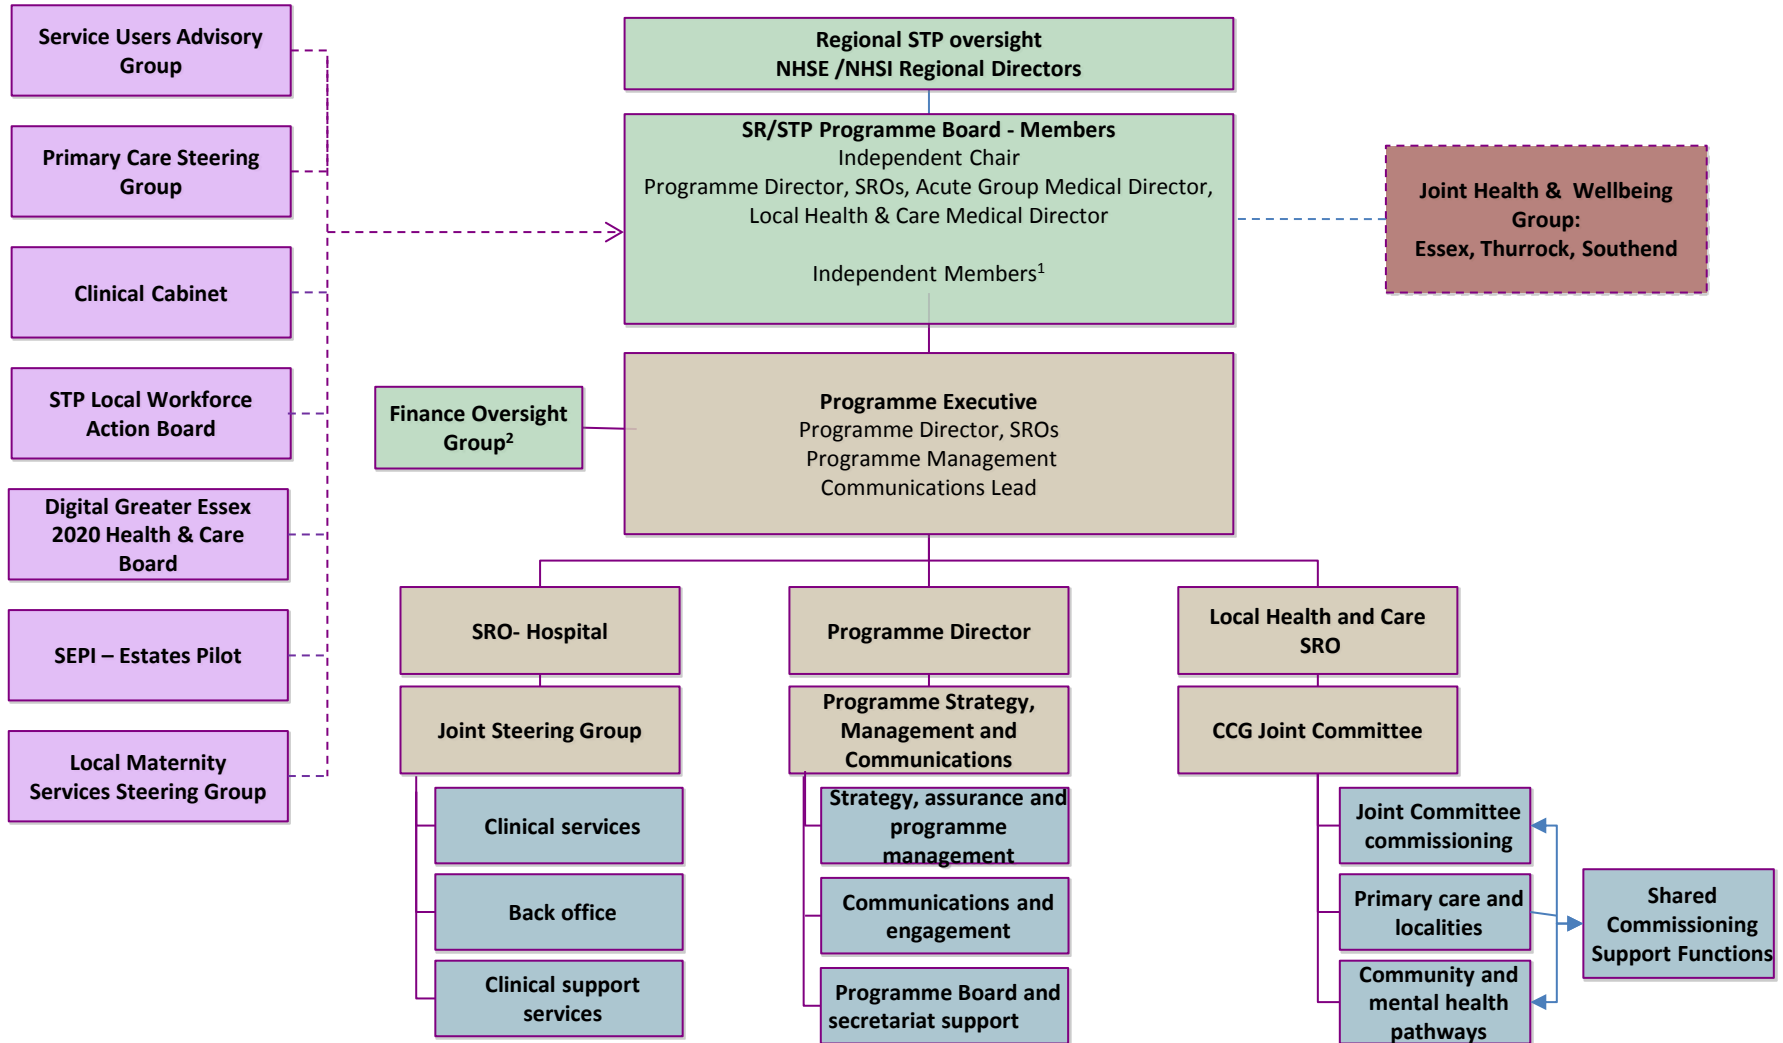 Service Users Advisory
Group
Primary Care Steering
Group
Clinical Cabinet
STP Local Workforce
Action Board
Digital Greater Essex
2020 Health & Care
Board
SEPI – Estates Pilot
Local Maternity
Services Steering Group
Regional STP oversight
NHSE /NHSI Regional Directors
SR/STP Programme Board - Members
Independent Chair
Programme Director, SROs, Acute Group Medical Director,
Local Health & Care Medical Director
Independent Members¹
Joint Health & Wellbeing
Group:
Essex, Thurrock, Southend
Finance Oversight
Group²
Programme Executive
Programme Director, SROs
Programme Management
Communications Lead
SRO- Hospital
Programme Director
Local Health and Care
SRO
Joint Steering Group
Programme Strategy,
Management and
Communications
CCG Joint Committee
Clinical services
Back office
Clinical support
services
Strategy, assurance and
programme
management
Communications and
engagement
Programme Board and
secretariat support
Joint Committee
commissioning
Primary care and
localities
Community and
mental health
pathways
Shared
Commissioning
Support Functions